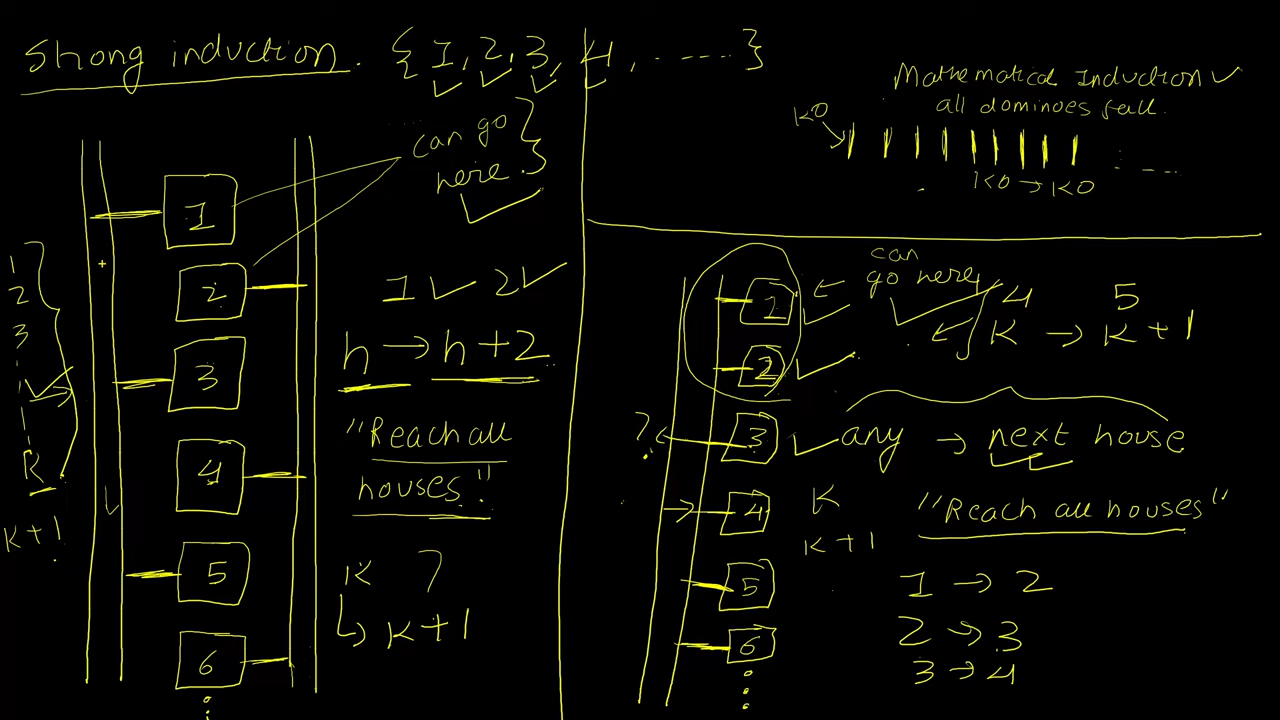 Strong induction. {1, 2, 3, 4, ......}
Mathematical Induction
all dominoes fall.
KO
KO → KO
can go
here.
1
2
3
4
5
6
1
2
3
K
K+1
1 2
n → n+2
"Reach all
houses."
K ?
K+1
can
go here
1
2
3
4
5
6
?
4 5
K → K+1
any → next house
K
K+1
"Reach all houses"
1 → 2
2 → 3
3 → 4